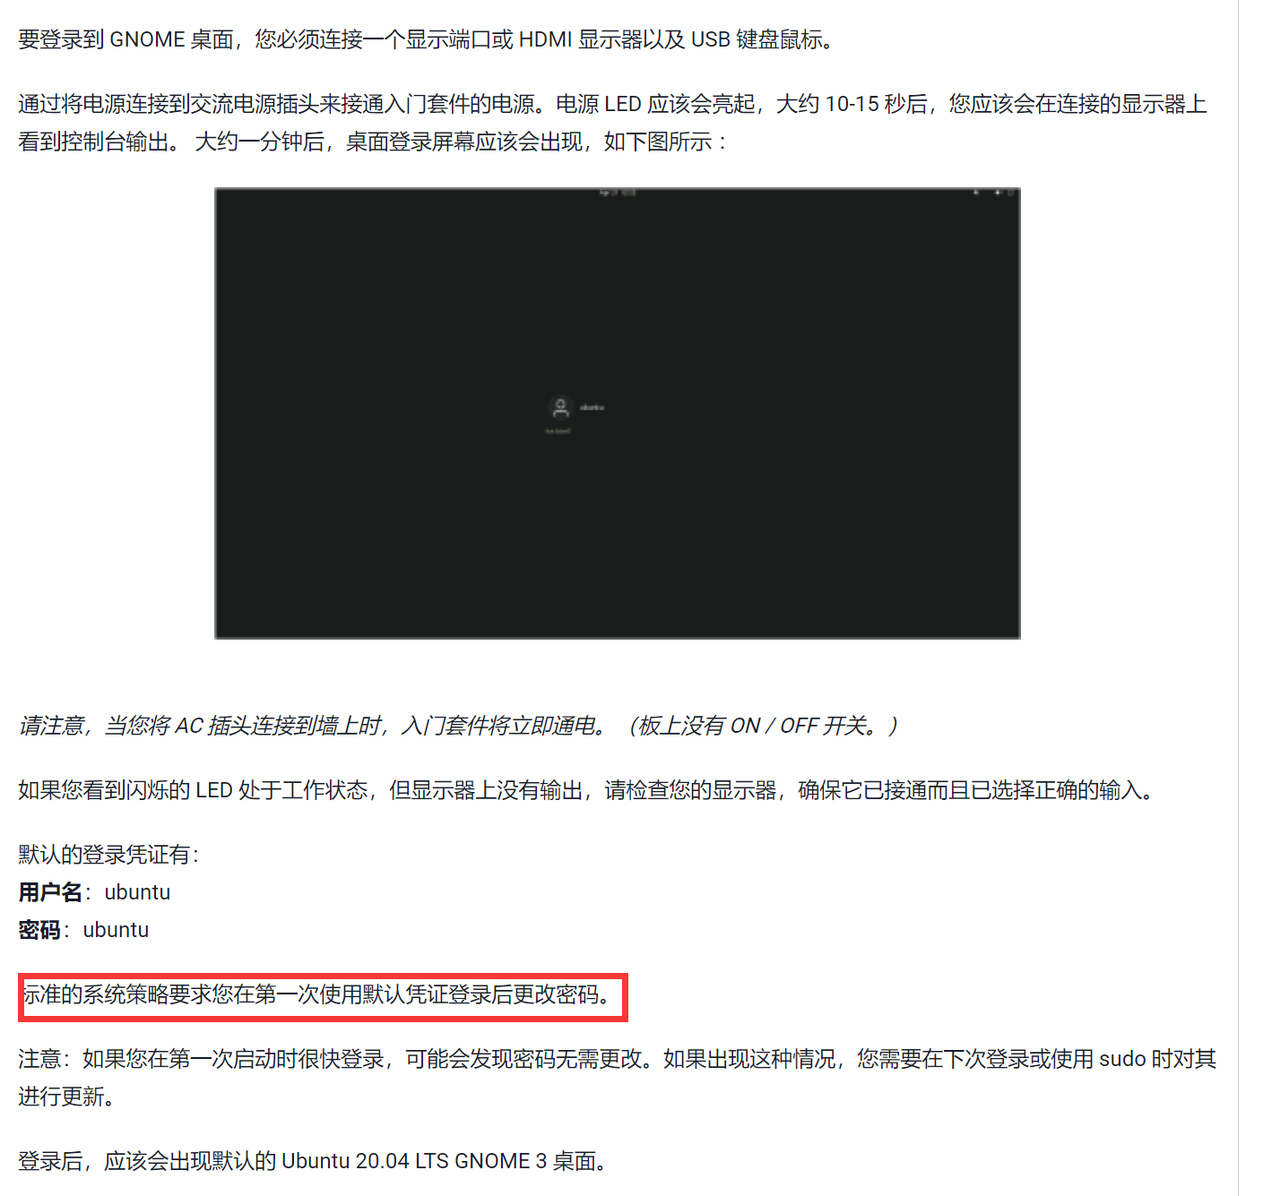 要登录到 GNOME 桌面，您必须连接一个显示端口或 HDMI 显示器以及 USB 键盘鼠标。
通过将电源连接到交流电源插头来接通入门套件的电源。电源 LED 应该会亮起，大约 10-15 秒后，您应该会在连接的显示器上
看到控制台输出。 大约一分钟后，桌面登录屏幕应该会出现，如下图所示：
ubuntu
请注意，当您将 AC 插头连接到墙上时，入门套件将立即通电。（板上没有 ON / OFF 开关。）
如果您看到闪烁的 LED 处于工作状态，但显示器上没有输出，请检查您的显示器，确保它已接通而且已选择正确的输入。
默认的登录凭证有：
用户名：ubuntu
密码：ubuntu
标准的系统策略要求您在第一次使用默认凭证登录后更改密码。
注意：如果您在第一次启动时很快登录，可能会发现密码无需更改。如果出现这种情况，您需要在下次登录或使用 sudo 时对其
进行更新。
登录后，应该会出现默认的 Ubuntu 20.04 LTS GNOME 3 桌面。